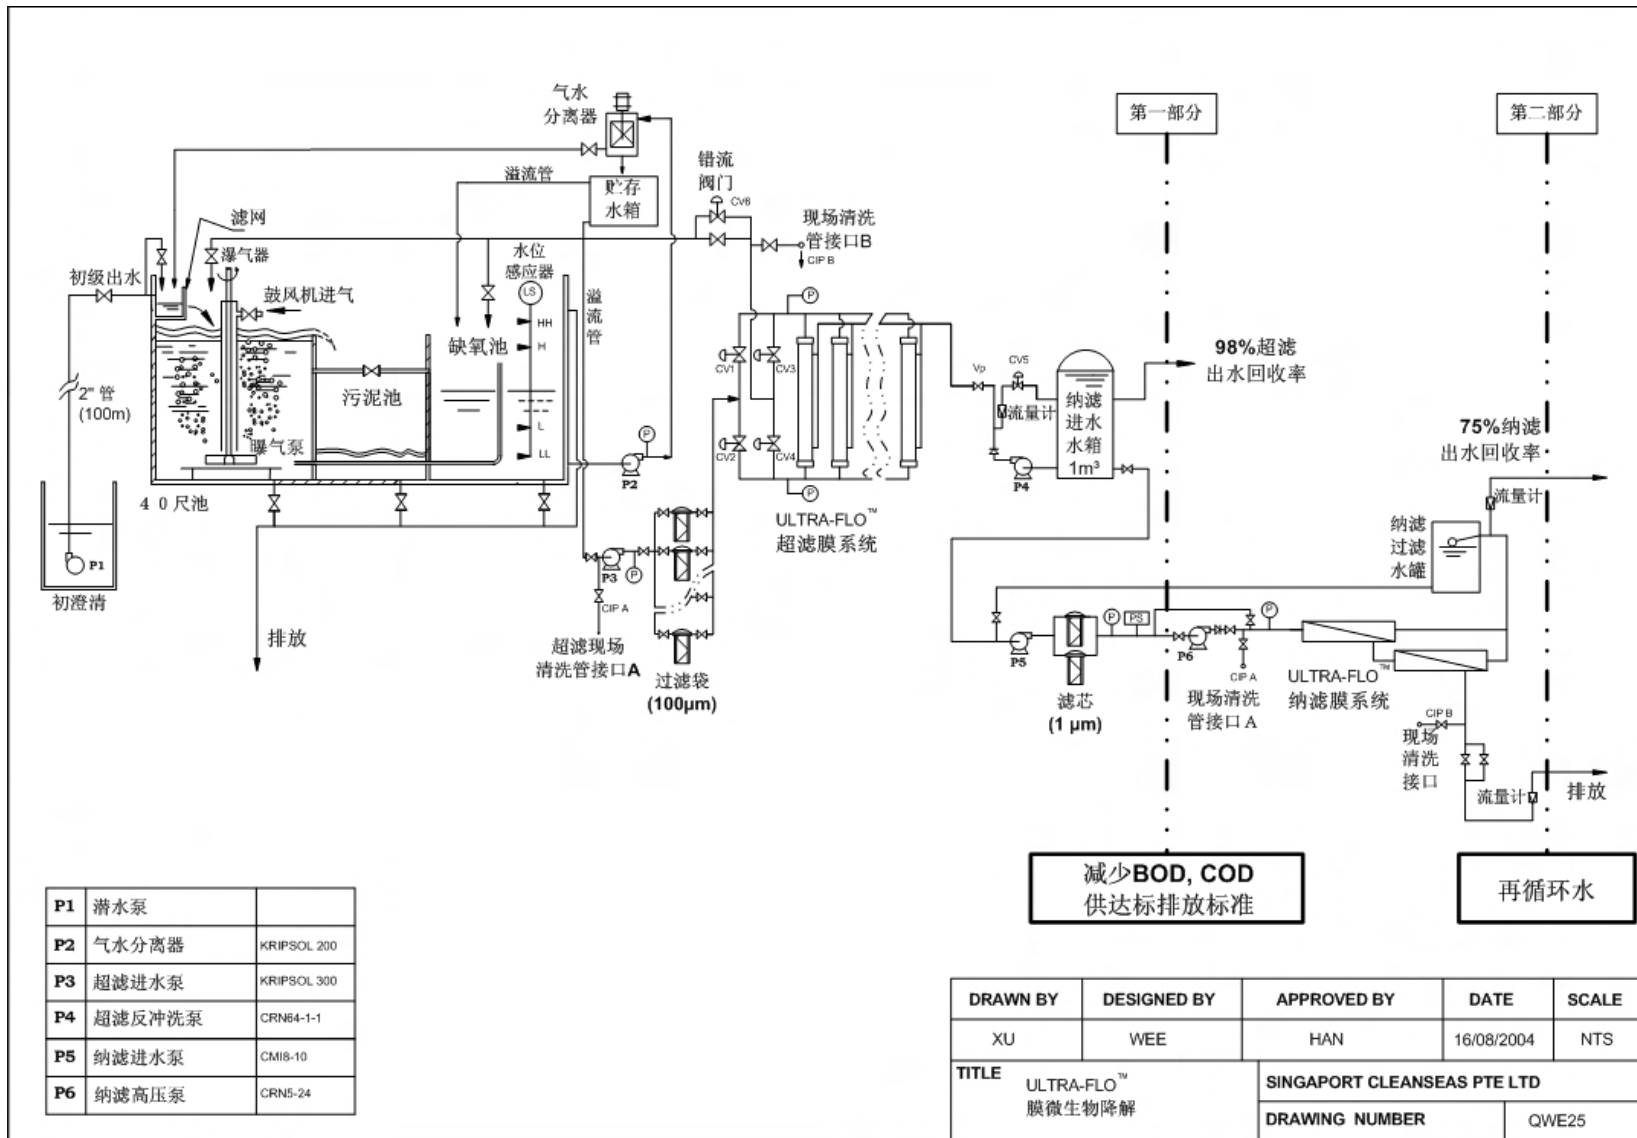 气水
分离器
第一部分
第二部分
溢流管
贮存
水箱
错流
阀门
CV6
现场清洗
管接口B
CIP B
滤网
瀑气器
水位
感应器
LS
初级出水
鼓风机进气
溢
流
管
HH
H
L
LL
缺氧池
污泥池
2" 管
(100m)
曝气泵
4 0 尺池
P1
初澄清
排放
P
P2
P3
P
CIP A
超滤现场
清洗管接口A
过滤袋
(100μm)
P
CV1
CV3
CV2
CV4
P
ULTRA-FLO™
超滤膜系统
Vp
CV5
流量计
P4
纳滤
进水
水箱
1m³
98%超滤
出水回收率
75%纳滤
出水回收率
流量计
纳滤
过滤
水罐
P5
滤芯
(1 μm)
P
PS
P6
P
CIP A
现场清洗
管接口 A
ULTRA-FLO™
纳滤膜系统
CIP B
现场
清洗
接口
流量计
排放
减少BOD, COD
供达标排放标准
再循环水
P1 潜水泵
P2 气水分离器 KRIPSOL 200
P3 超滤进水泵 KRIPSOL 300
P4 超滤反冲洗泵 CRN64-1-1
P5 纳滤进水泵 CMI8-10
P6 纳滤高压泵 CRN5-24
DRAWN BY DESIGNED BY APPROVED BY DATE SCALE
XU WEE HAN 16/08/2004 NTS
TITLE ULTRA-FLO™
膜微生物降解
SINGAPORT CLEANSEAS PTE LTD
DRAWING NUMBER QWE25